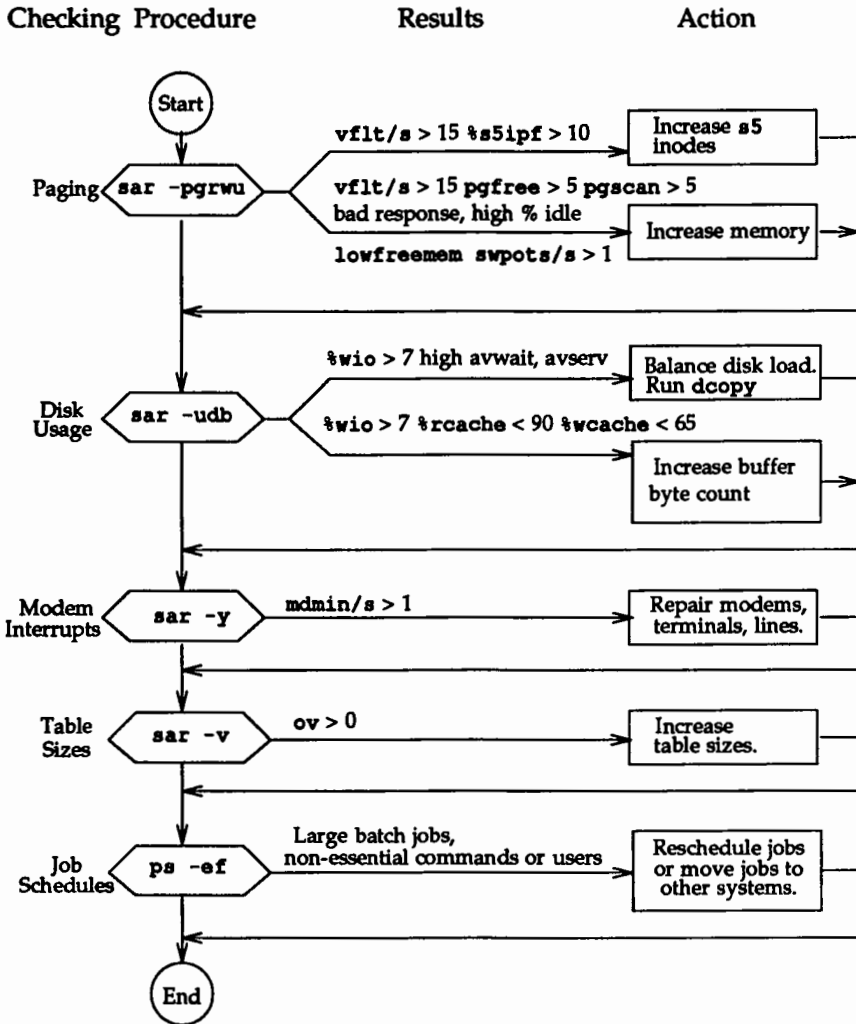 Checking Procedure Results Action
Start
vflt/s > 15 %s5ipf > 10
Increase s5
inodes
Paging
sar -pgrwu
vflt/s > 15 pgfree > 5 pgscan > 5
bad response, high % idle
Increase memory
lowfreemem swpots/s > 1
%wio > 7 high avwait, avserv
Balance disk load.
Run dcopy
Disk
Usage
sar -udb
%wio > 7 %rcache < 90 %wcache < 65
Increase buffer
byte count
Modem
Interrupts
sar -y
mdmin/s > 1
Repair modems,
terminals, lines.
Table
Sizes
sar -v
ov > 0
Increase
table sizes.
Job
Schedules
ps -ef
Large batch jobs,
non-essential commands or users
Reschedule jobs
or move jobs to
other systems.
End